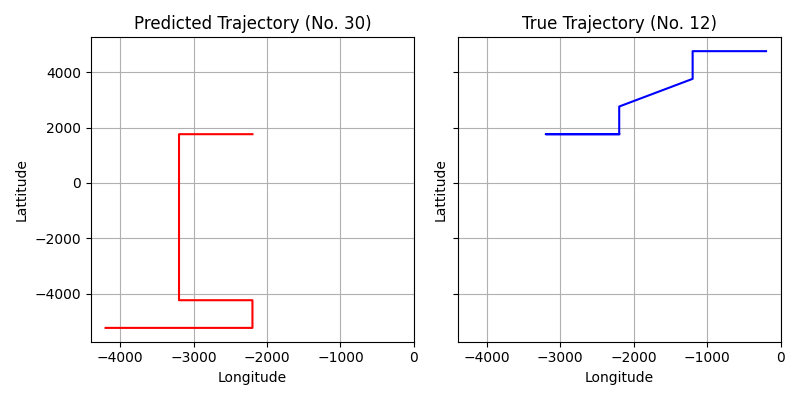 Predicted Trajectory (No. 30)
True Trajectory (No. 12)
4000
2000
0
−2000
−4000
Lattitude
Lattitude
−4000 −3000 −2000 −1000 0
−4000 −3000 −2000 −1000 0
Longitude
Longitude